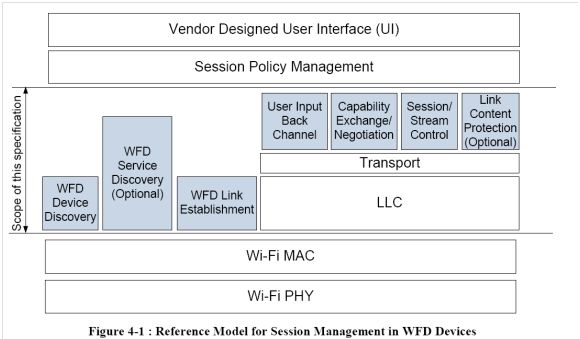 Vendor Designed User Interface (UI)
Session Policy Management
Scope of this specification
User Input
Back
Channel
Capability
Exchange/
Negotiation
Session/
Stream
Control
Link
Content
Protection
(Optional)
WFD
Service
Discovery
(Optional)
Transport
WFD
Device
Discovery
WFD Link
Establishment
LLC
Wi-Fi MAC
Wi-Fi PHY
Figure 4-1 : Reference Model for Session Management in WFD Devices